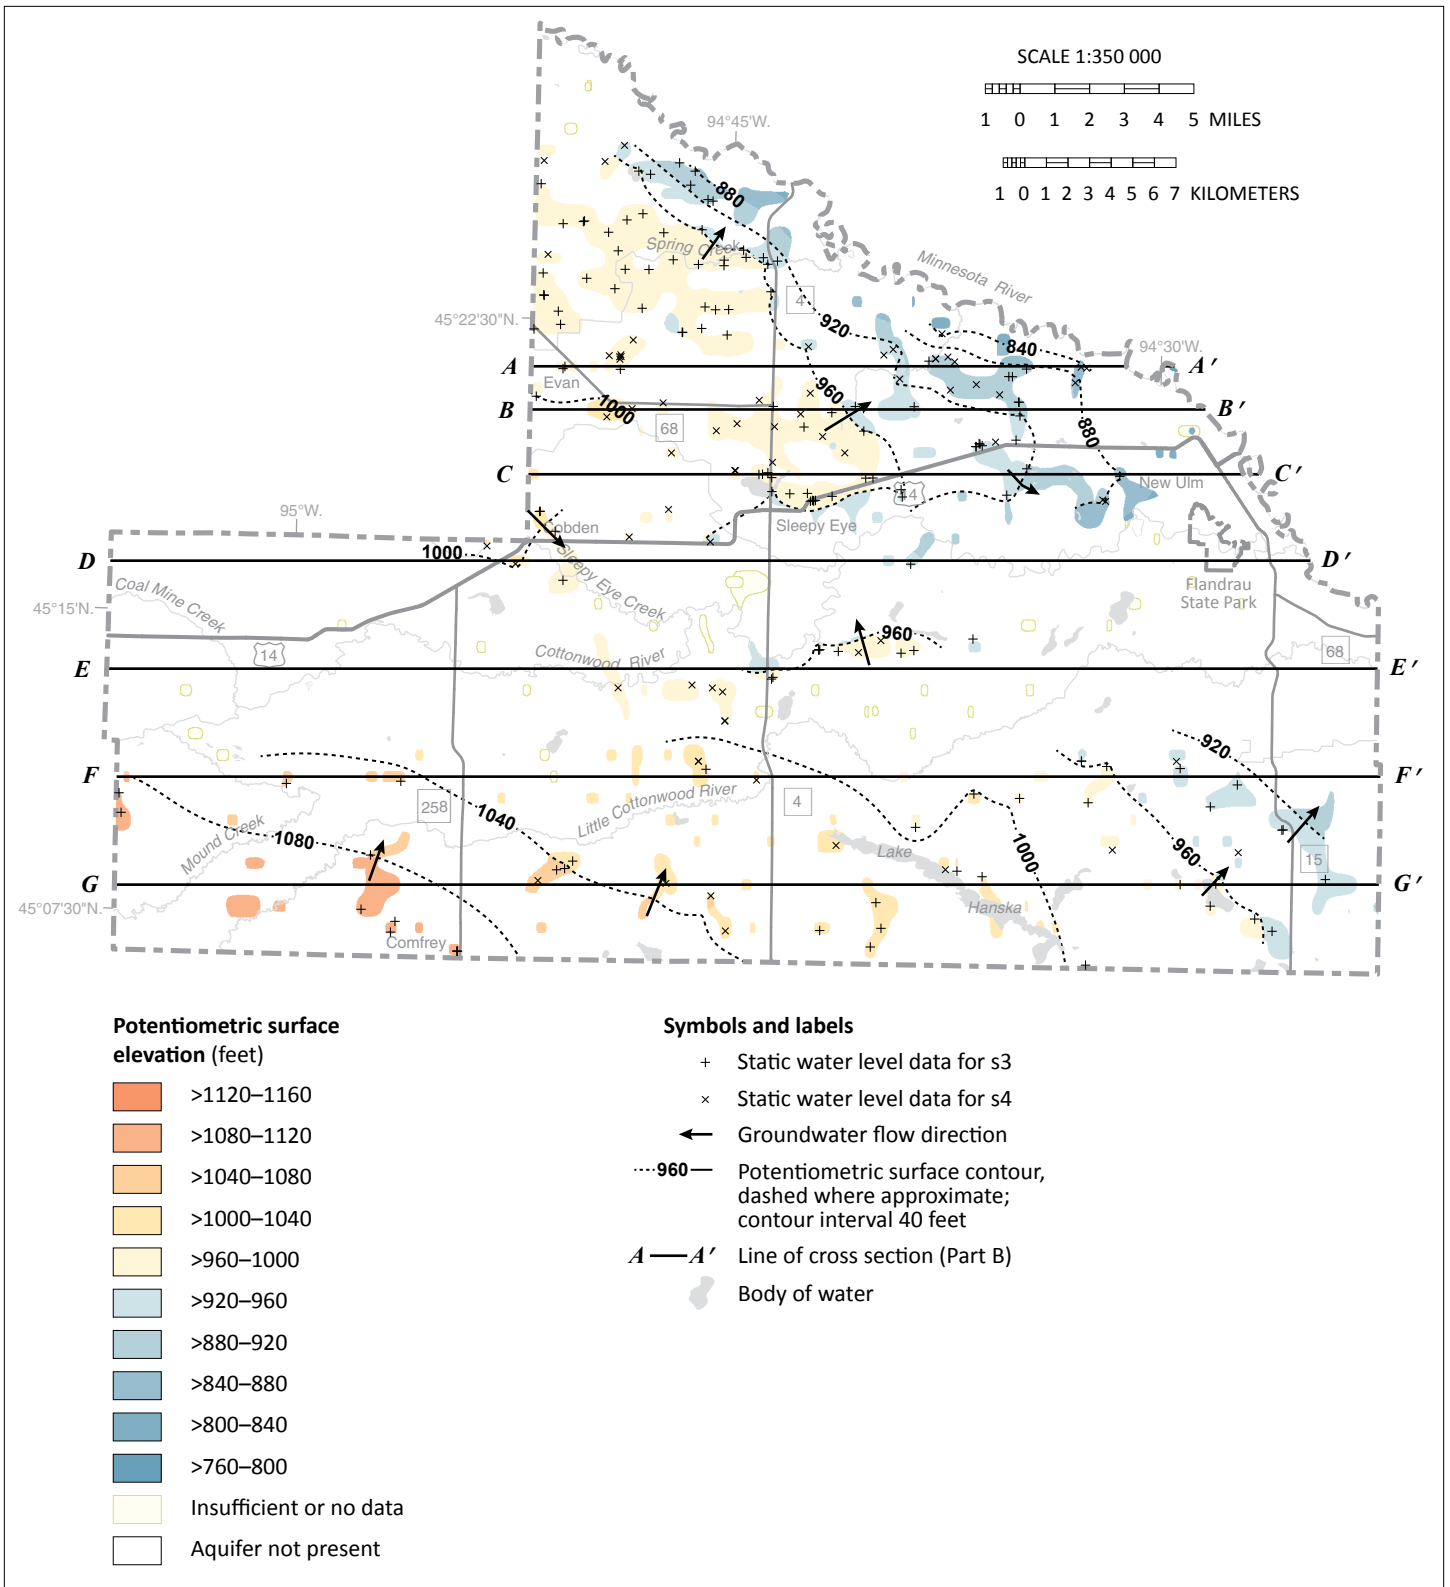 SCALE 1:350 000
1 0 1 2 3 4 5 MILES
1 0 1 2 3 4 5 6 7 KILOMETERS
94°45'W.
880
Spring Creek
Minnesota River
4
45°22'30"N.
920
840
94°30'W.
A
A′
Evan
960
B
1000
B′
68
880
C
C′
New Ulm
14
Sleepy Eye
Cobden
95°W.
1000
D
D′
Coal Mine Creek
Sleepy Eye Creek
Flandrau
State Park
45°15'N.
960
14
Cottonwood River
68
E
E′
920
F
F′
258
4
1040
Little Cottonwood River
Mound Creek
1080
Lake
1000
960
15
G
G′
45°07'30"N.
Hanska
Comfrey
Potentiometric surface
elevation (feet)
>1120–1160
>1080–1120
>1040–1080
>1000–1040
>960–1000
>920–960
>880–920
>840–880
>800–840
>760–800
Insufficient or no data
Aquifer not present
Symbols and labels
+ Static water level data for s3
× Static water level data for s4
Groundwater flow direction
960 Potentiometric surface contour,
dashed where approximate;
contour interval 40 feet
A A′ Line of cross section (Part B)
Body of water